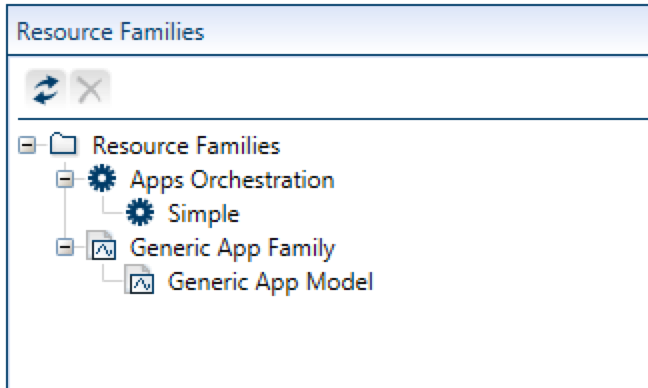 Resource Families
Resource Families
Apps Orchestration
Simple
Generic App Family
Generic App Model